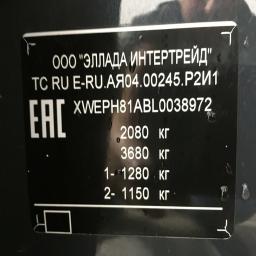 ООО "ЭЛЛАДА ИНТЕРТРЕЙД"
ТС RU E-RU.АЯ04.00245.Р2И1
ЕАС
XWEPH81ABL0038972
2080 кг
3680 кг
1- 1280 кг
2- 1150 кг